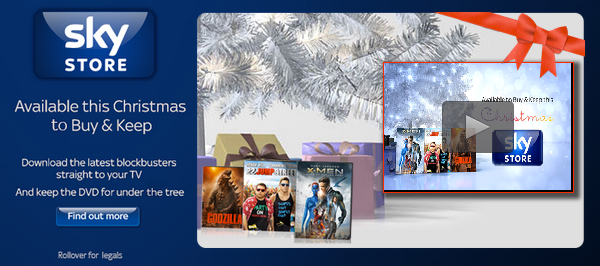 sky
STORE
Available this Christmas
to Buy & Keep
Download the latest blockbusters
straight to your TV
And keep the DVD for under the tree
Find out more
Rollover for legals
GODZILLA
22 JUMP STREET
X-MEN
Available to Buy & Keep this
Christmas
sky
STORE